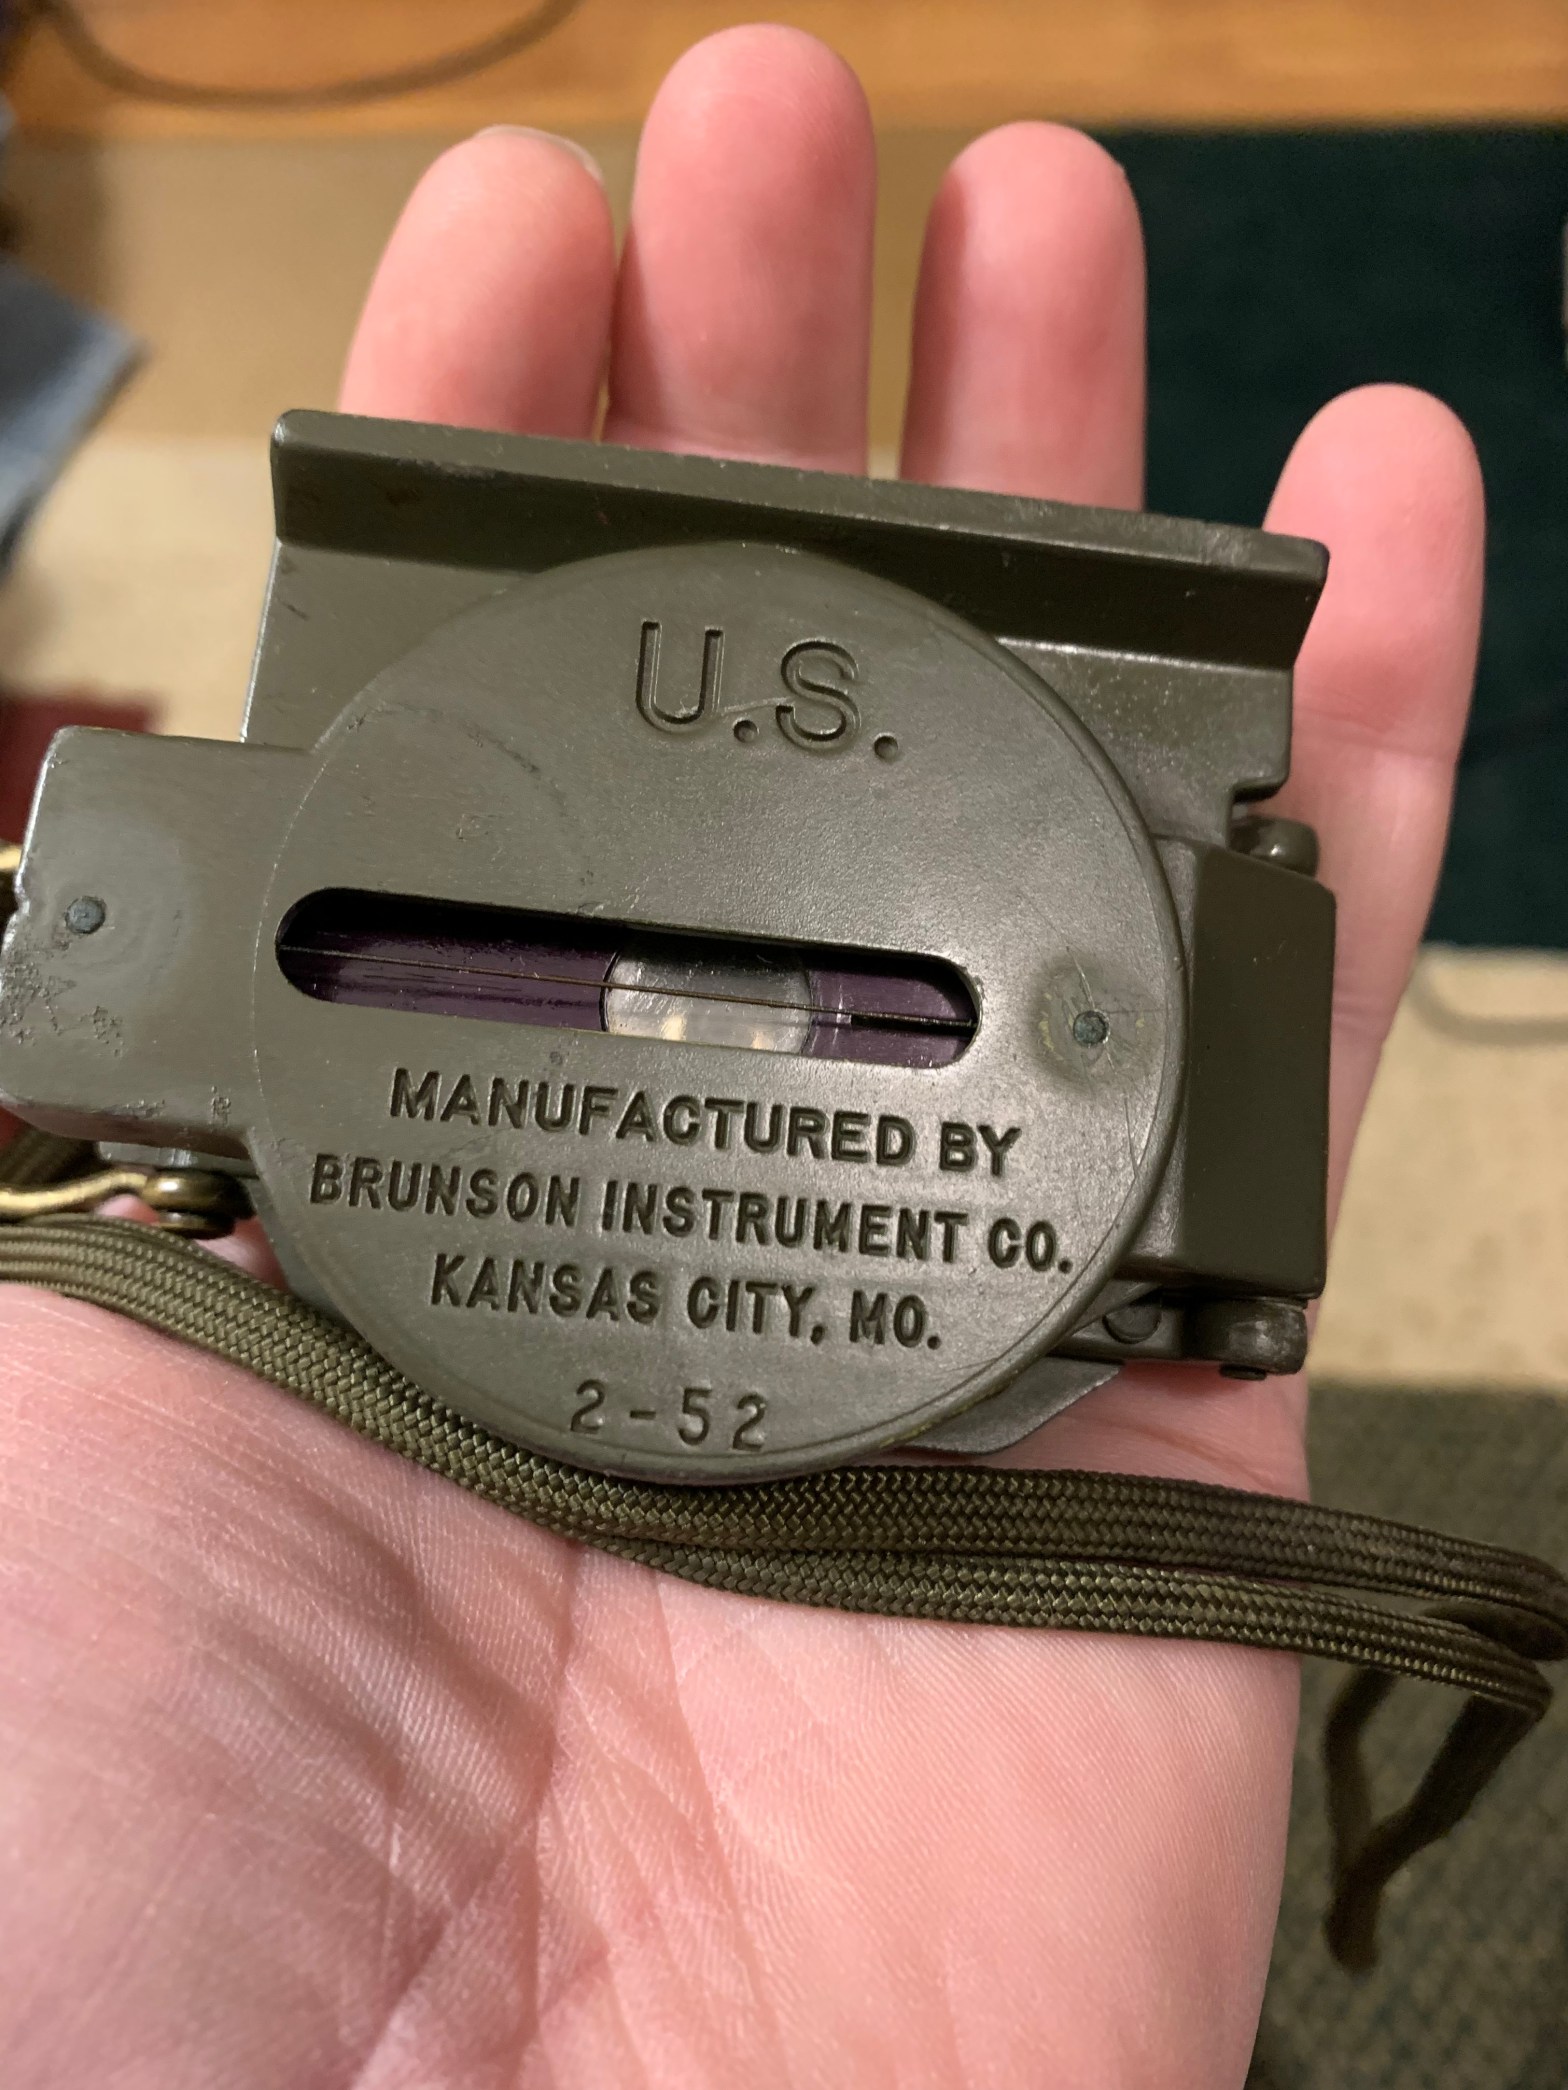 U.S.
MANUFACTURED BY
BRUNSON INSTRUMENT CO.
KANSAS CITY, MO.
2-52